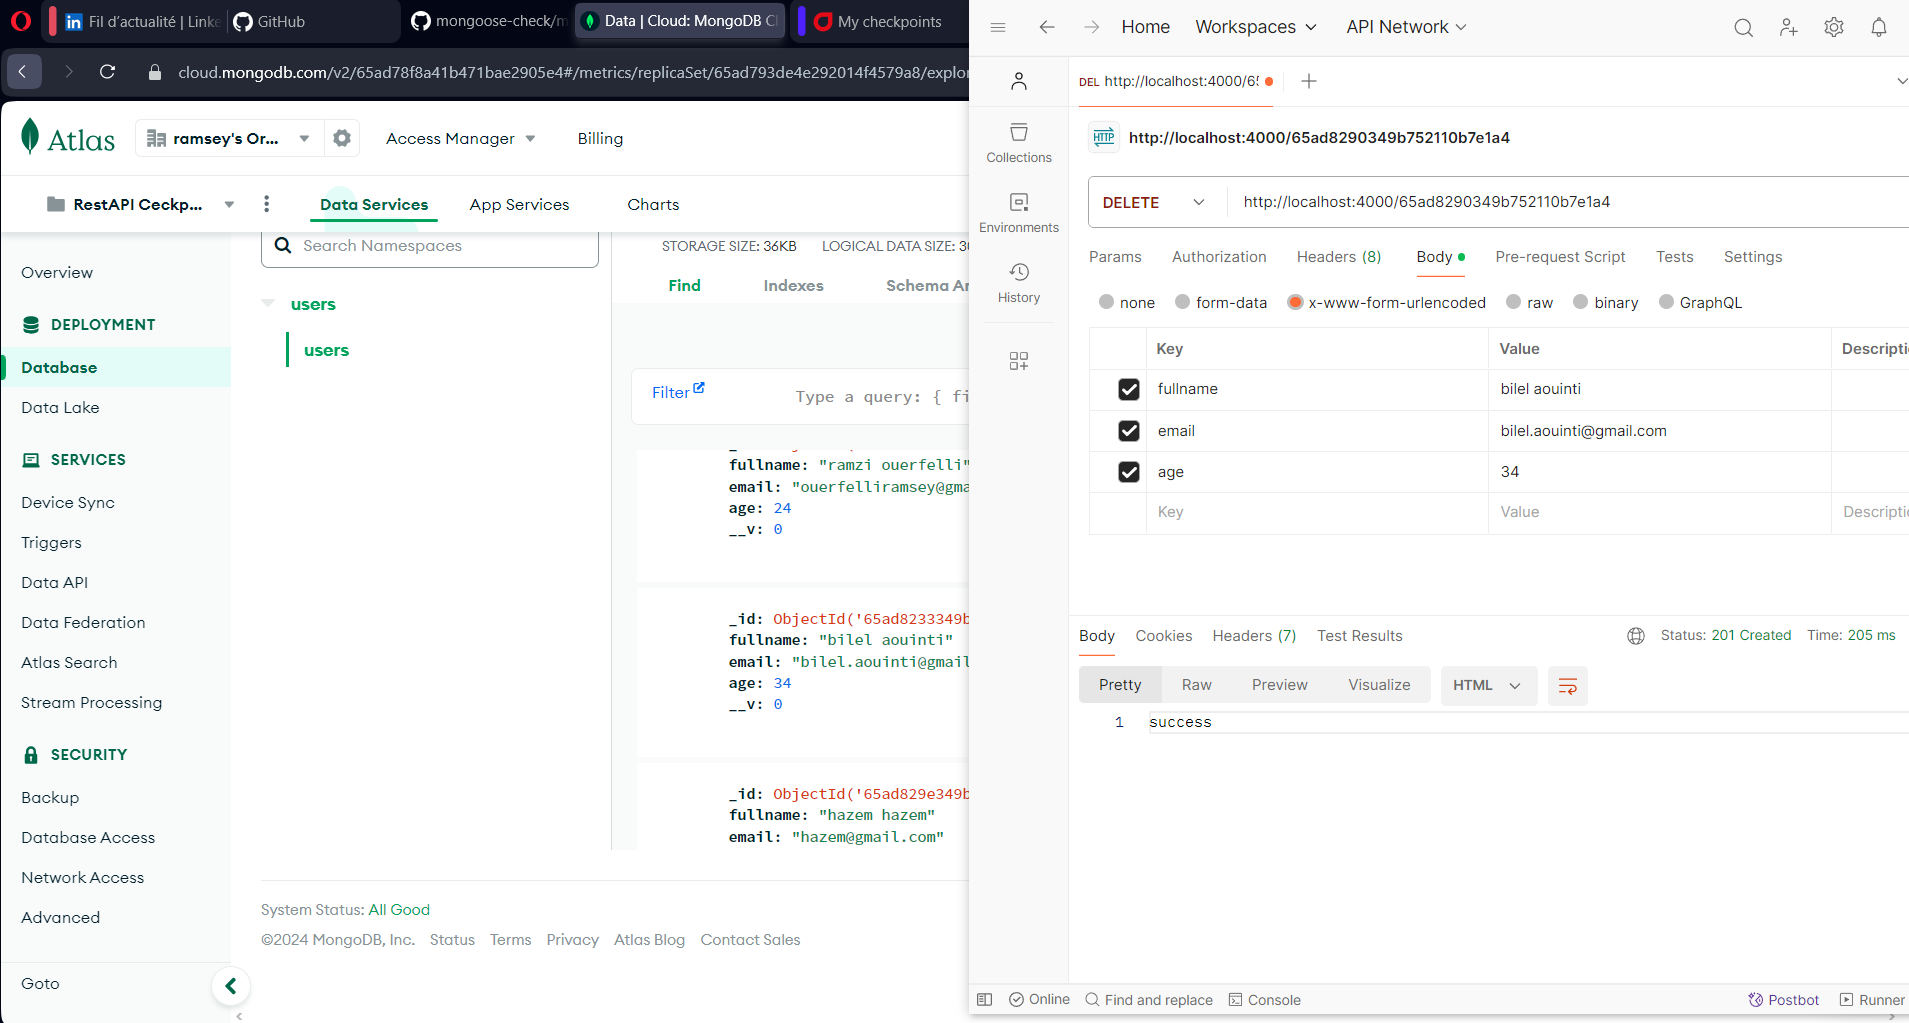 Fil d'actualité | Linke
GitHub
mongoose-check/m
Data | Cloud: MongoDB Cl
My checkpoints
cloud.mongodb.com/v2/65ad78f8a41b471bae2905e4#/metrics/replicaSet/65ad793de4e292014f4579a8/explor
Atlas
ramsey's Or...
Access Manager
Billing
RestAPI Ceckp...
Data Services
App Services
Charts
Overview
DEPLOYMENT
Database
Data Lake
SERVICES
Device Sync
Triggers
Data API
Data Federation
Atlas Search
Stream Processing
SECURITY
Backup
Database Access
Network Access
Advanced
Goto
Search Namespaces
users
users
STORAGE SIZE: 36KB LOGICAL DATA SIZE: 30
Find
Indexes
Schema An
Filter
Type a query: { fi
fullname: "ramzi ouerfelli"
email: "ouerfelliramsey@gma
age: 24
__v: 0
_id: ObjectId('65ad8233349b
fullname: "bilel aouinti"
email: "bilel.aouinti@gmail
age: 34
__v: 0
_id: ObjectId('65ad829e349b
fullname: "hazem hazem"
email: "hazem@gmail.com"
System Status: All Good
©2024 MongoDB, Inc. Status Terms Privacy Atlas Blog Contact Sales
Home
Workspaces
API Network
DEL http://localhost:4000/65
Collections
Environments
History
HTTP
http://localhost:4000/65ad8290349b752110b7e1a4
DELETE
http://localhost:4000/65ad8290349b752110b7e1a4
Params Authorization Headers (8) Body Pre-request Script Tests Settings
none form-data x-www-form-urlencoded raw binary GraphQL
Key Value Descripti
fullname bilel aouinti
email bilel.aouinti@gmail.com
age 34
Key Value Descripti
Body Cookies Headers (7) Test Results
Status: 201 Created Time: 205 ms
Pretty Raw Preview Visualize HTML
1 success
Online Find and replace Console
Postbot Runner